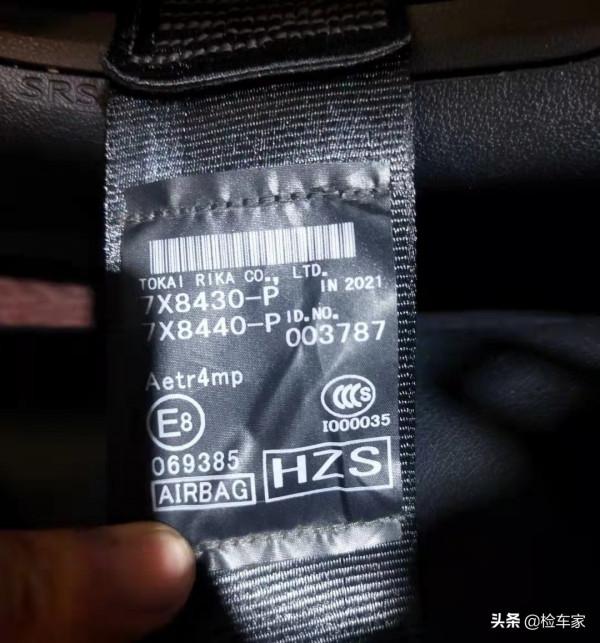 SRS
TOKAI RIKA CO., LTD.
7X8430-P IN 2021
7X8440-P ID.NO.
003787
Aetr4mp
CCC S
E8 I000035
069385
AIRBAG HZS
头条 @检车家